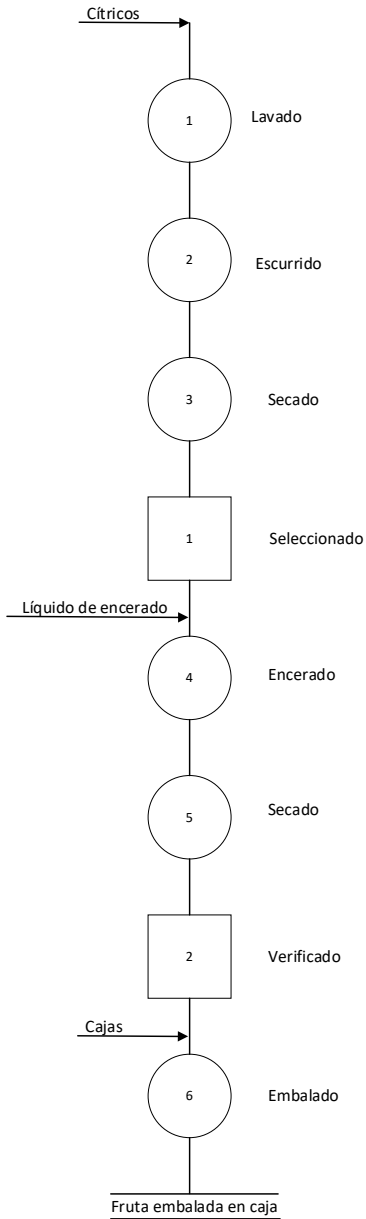 Cítricos
1 Lavado
2 Escurrido
3 Secado
1 Seleccionado
Líquido de encerado
4 Encerado
5 Secado
2 Verificado
Cajas
6 Embalado
Fruta embalada en caja